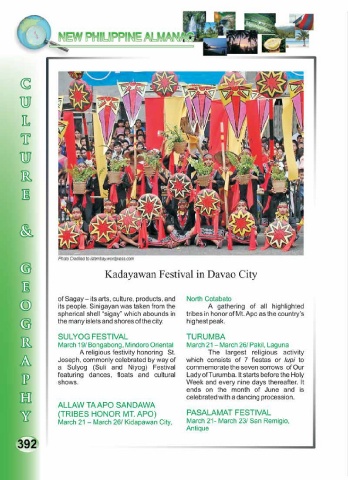 NEW PHILIPPINE ALMANAC
CULTURE & GEOGRAPHY
Kadayawan Festival in Davao City
of Sagay – its arts, culture, products, and
its people. Sinigayan was taken from the
spherical shell "sigay" which abounds in
the many islets and shores of the city.
SULYOG FESTIVAL
March 19/ Bongabong, Mindoro Oriental
A religious festivity honoring St.
Joseph, commonly celebrated by way of
a Sulyog (Suli and Niyog) Festival
featuring dances, floats and cultural
shows.
ALLAW TA APO SANDAWA
(TRIBES HONOR MT. APO)
March 21 – March 26/ Kidapawan City,
North Cotabato
A gathering of all highlighted
tribes in honor of Mt. Apo as the country's
highest peak.
TURUMBA
March 21 – March 26/ Pakil, Laguna
The largest religious activity
which consists of 7 fiestas or lupi to
commemorate the seven sorrows of Our
Lady of Turumba. It starts before the Holy
Week and every nine days thereafter. It
ends on the month of June and is
celebrated with a dancing procession.
PASALAMAT FESTIVAL
March 21- March 23/ San Remigio,
Antique
392